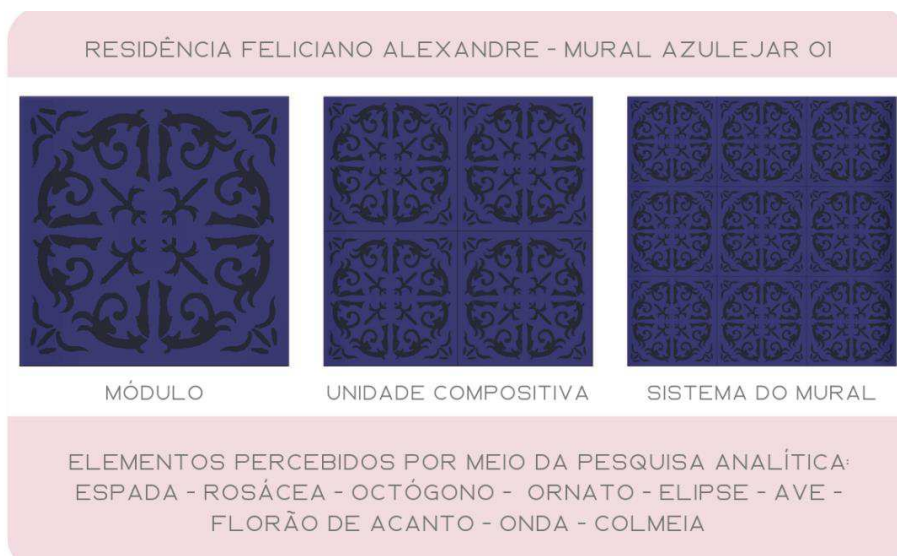 RESIDÊNCIA FELICIANO ALEXANDRE - MURAL AZULEJAR 01
MÓDULO
UNIDADE COMPOSITIVA
SISTEMA DO MURAL
ELEMENTOS PERCEBIDOS POR MEIO DA PESQUISA ANALÍTICA:
ESPADA - ROSÁCEA - OCTÓGONO - ORNATO - ELIPSE - AVE -
FLORÃO DE ACANTO - ONDA - COLMEIA